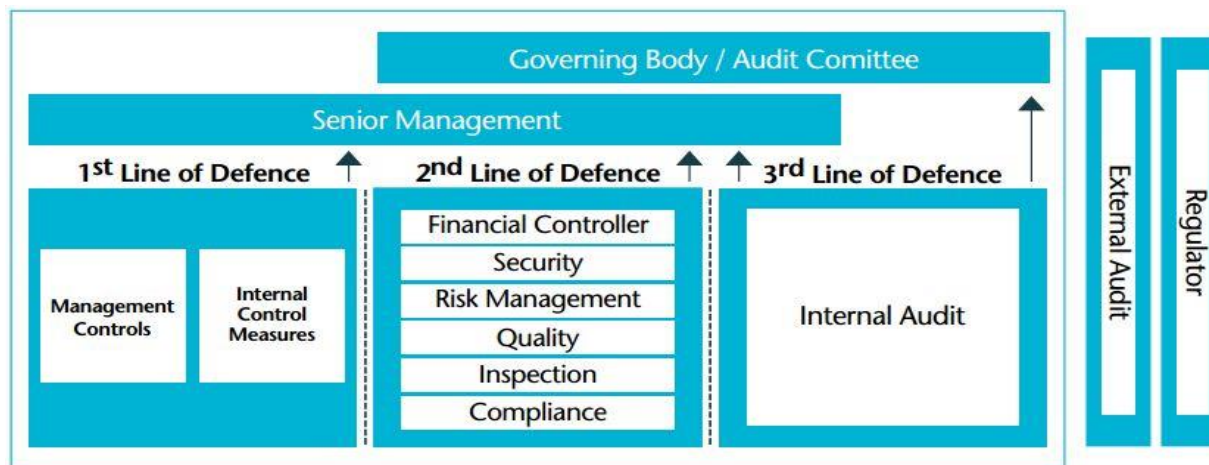 Governing Body / Audit Comittee
Senior Management
1st Line of Defence
2nd Line of Defence
3rd Line of Defence
Management
Controls
Internal
Control
Measures
Financial Controller
Security
Risk Management
Quality
Inspection
Compliance
Internal Audit
External Audit
Regulator